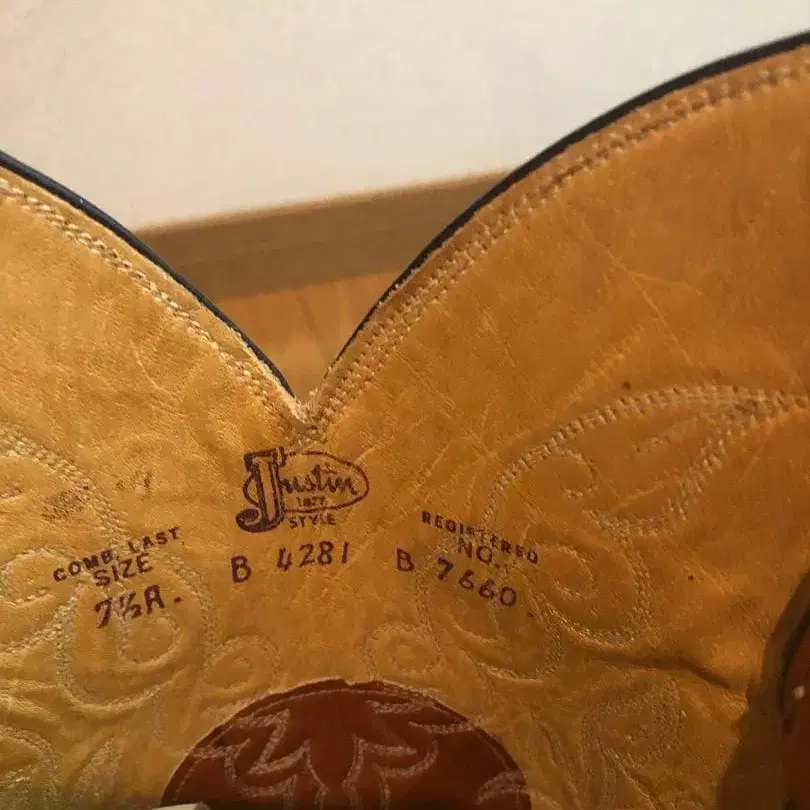 Justin
1879
STYLE
B 4281
COMB. LAST
SIZE
7½A.
REGISTERED
NO.
B 7660.